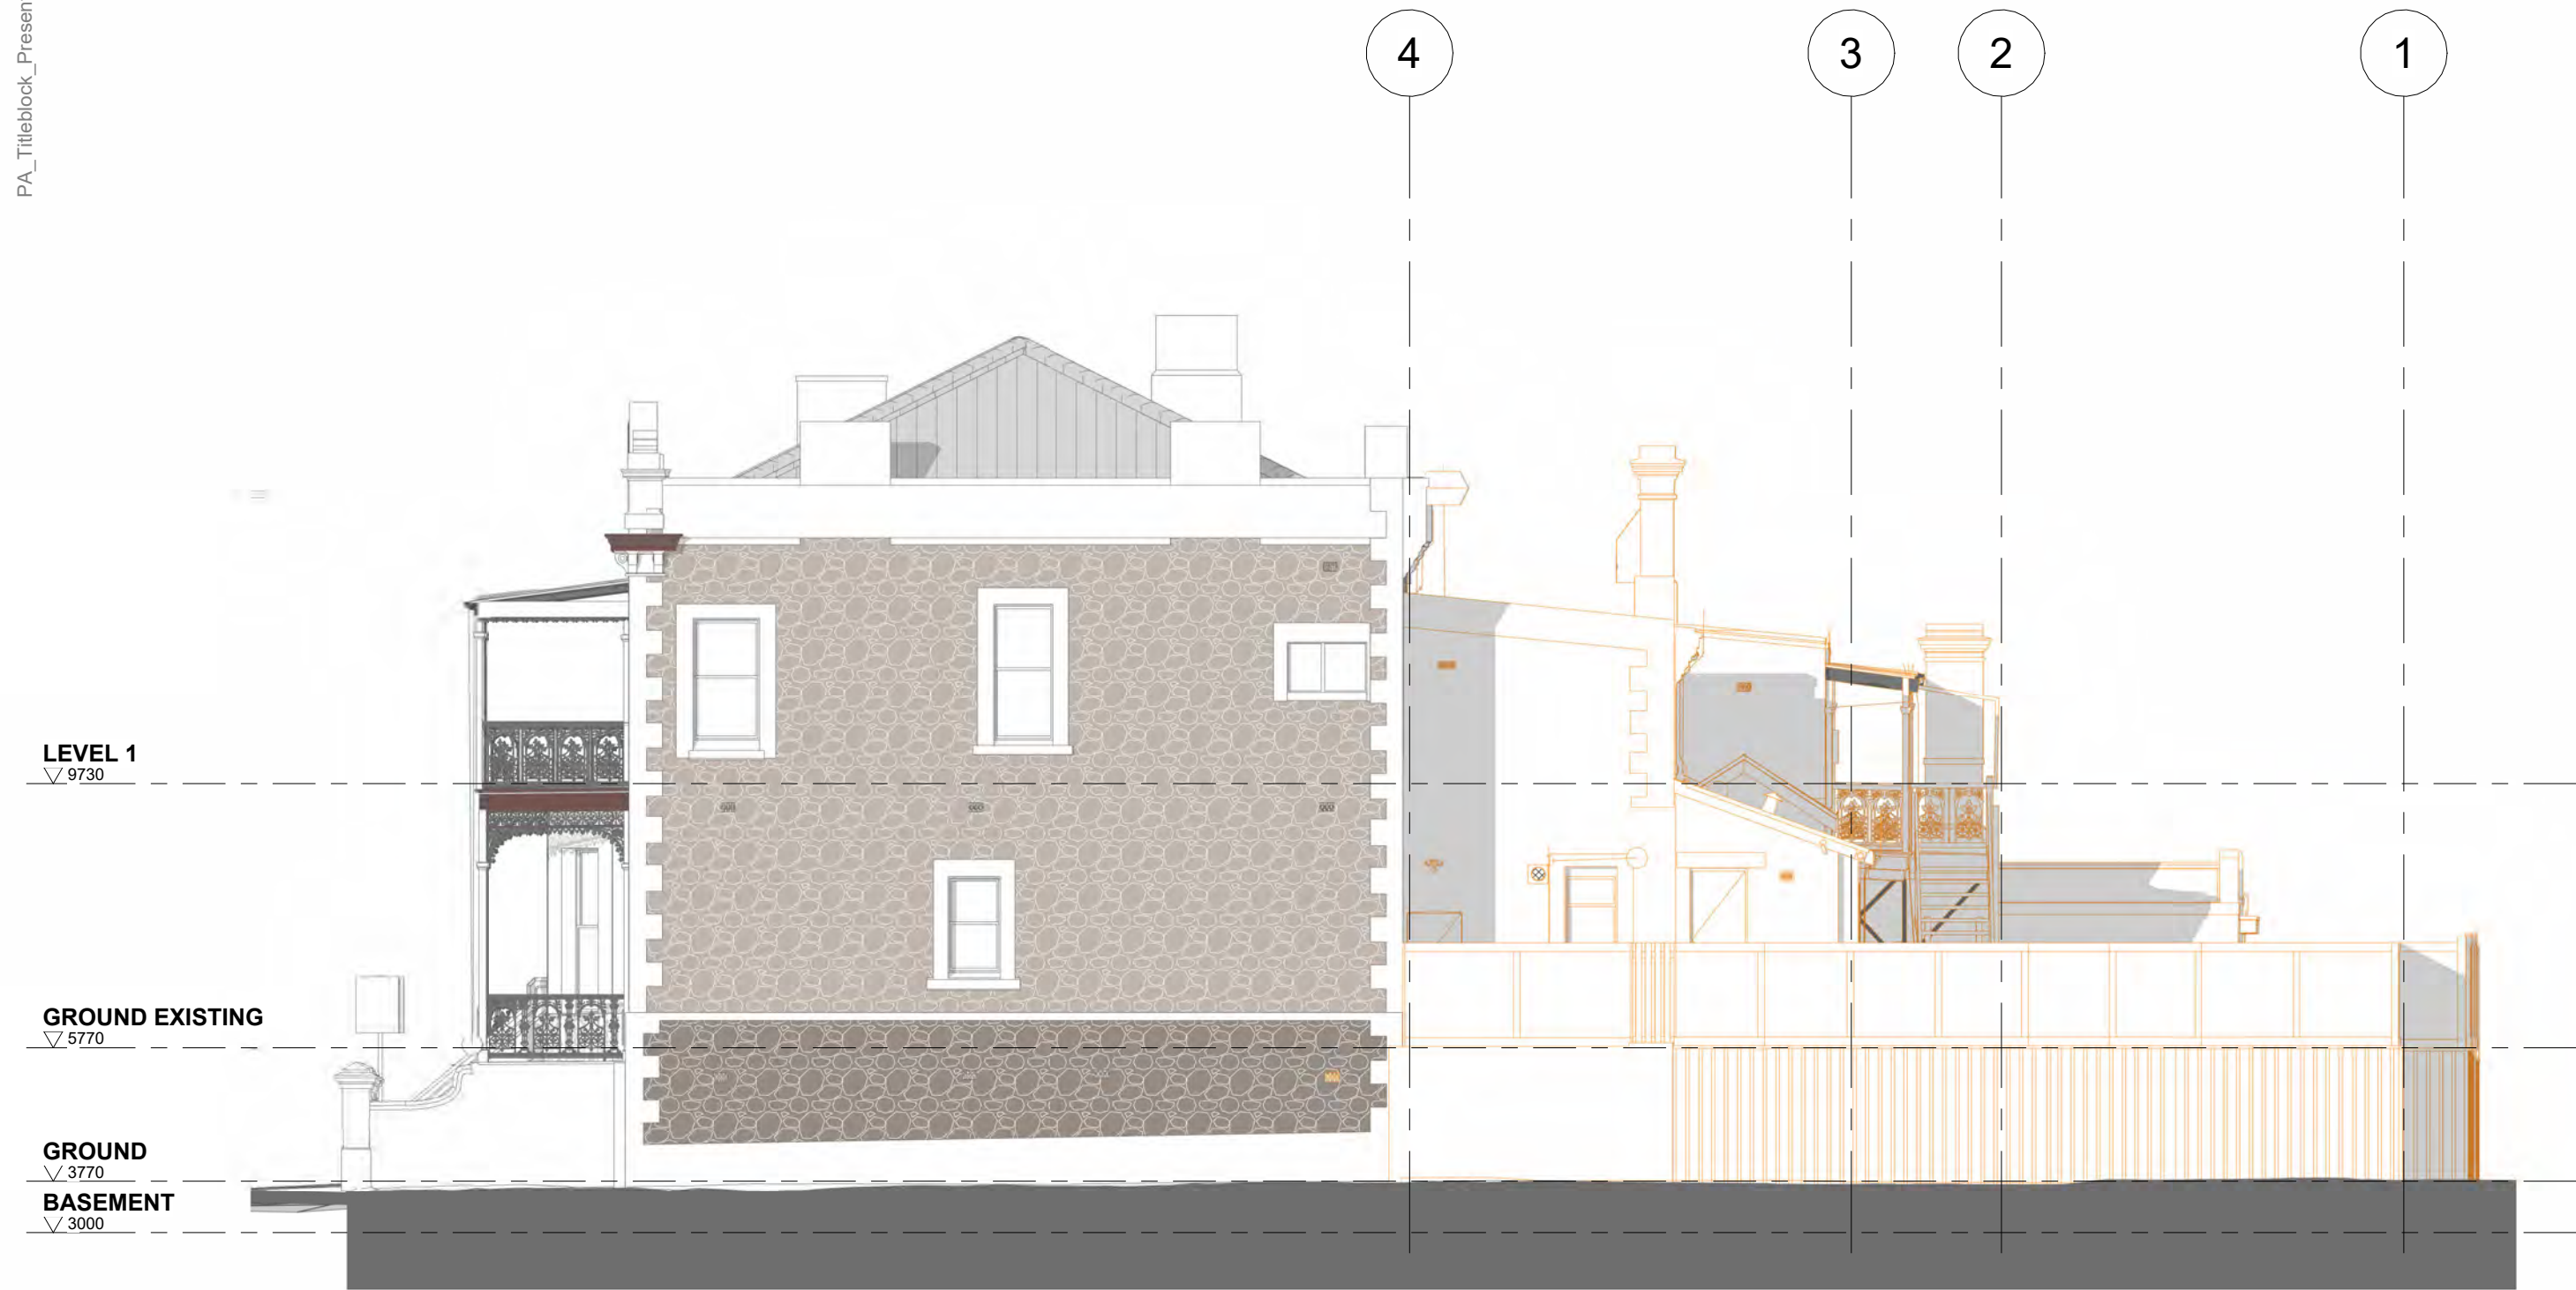 PA_Titleblock_Presen
4
3
2
1
LEVEL 1
9730
GROUND EXISTING
5770
GROUND
3770
BASEMENT
3000